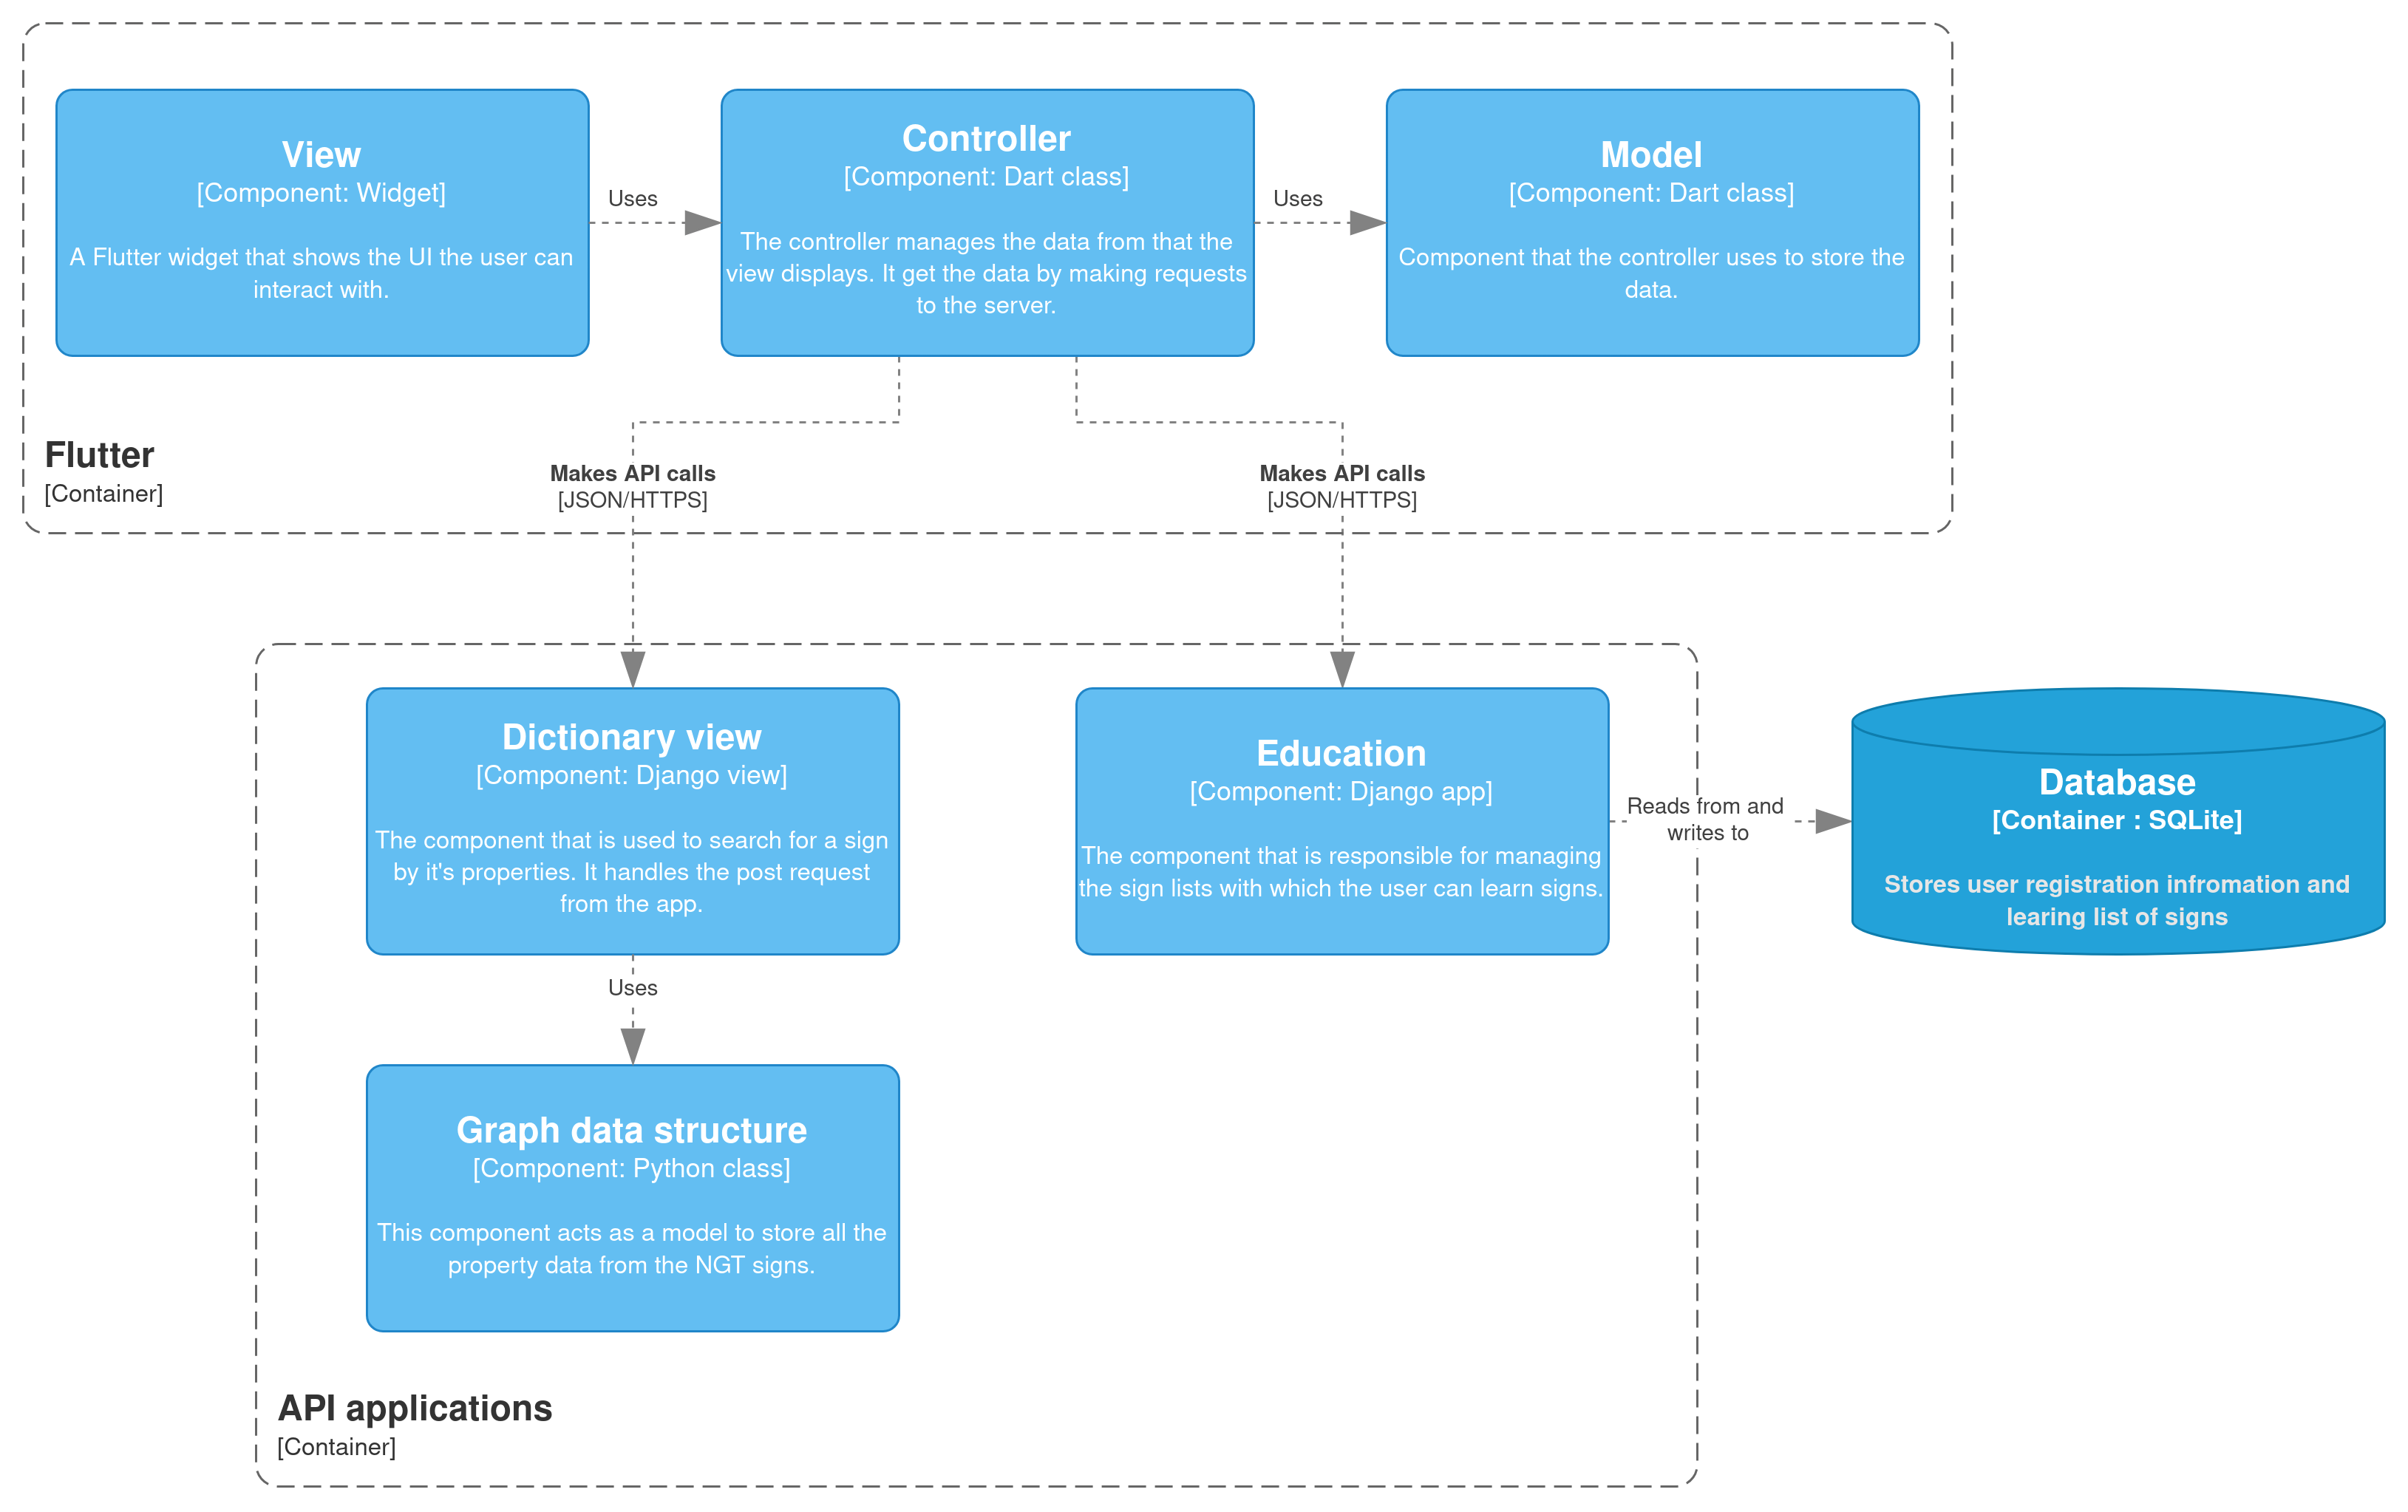 View
[Component: Widget]
A Flutter widget that shows the UI the user can
interact with.
Uses
Controller
[Component: Dart class]
The controller manages the data from that the
view displays. It get the data by making requests
to the server.
Uses
Model
[Component: Dart class]
Component that the controller uses to store the
data.
Flutter
[Container]
Makes API calls
[JSON/HTTPS]
Makes API calls
[JSON/HTTPS]
Dictionary view
[Component: Django view]
The component that is used to search for a sign
by it's properties. It handles the post request
from the app.
Education
[Component: Django app]
The component that is responsible for managing
the sign lists with which the user can learn signs.
Reads from and
writes to
Database
[Container : SQLite]
Stores user registration infromation and
learing list of signs
Uses
Graph data structure
[Component: Python class]
This component acts as a model to store all the
property data from the NGT signs.
API applications
[Container]